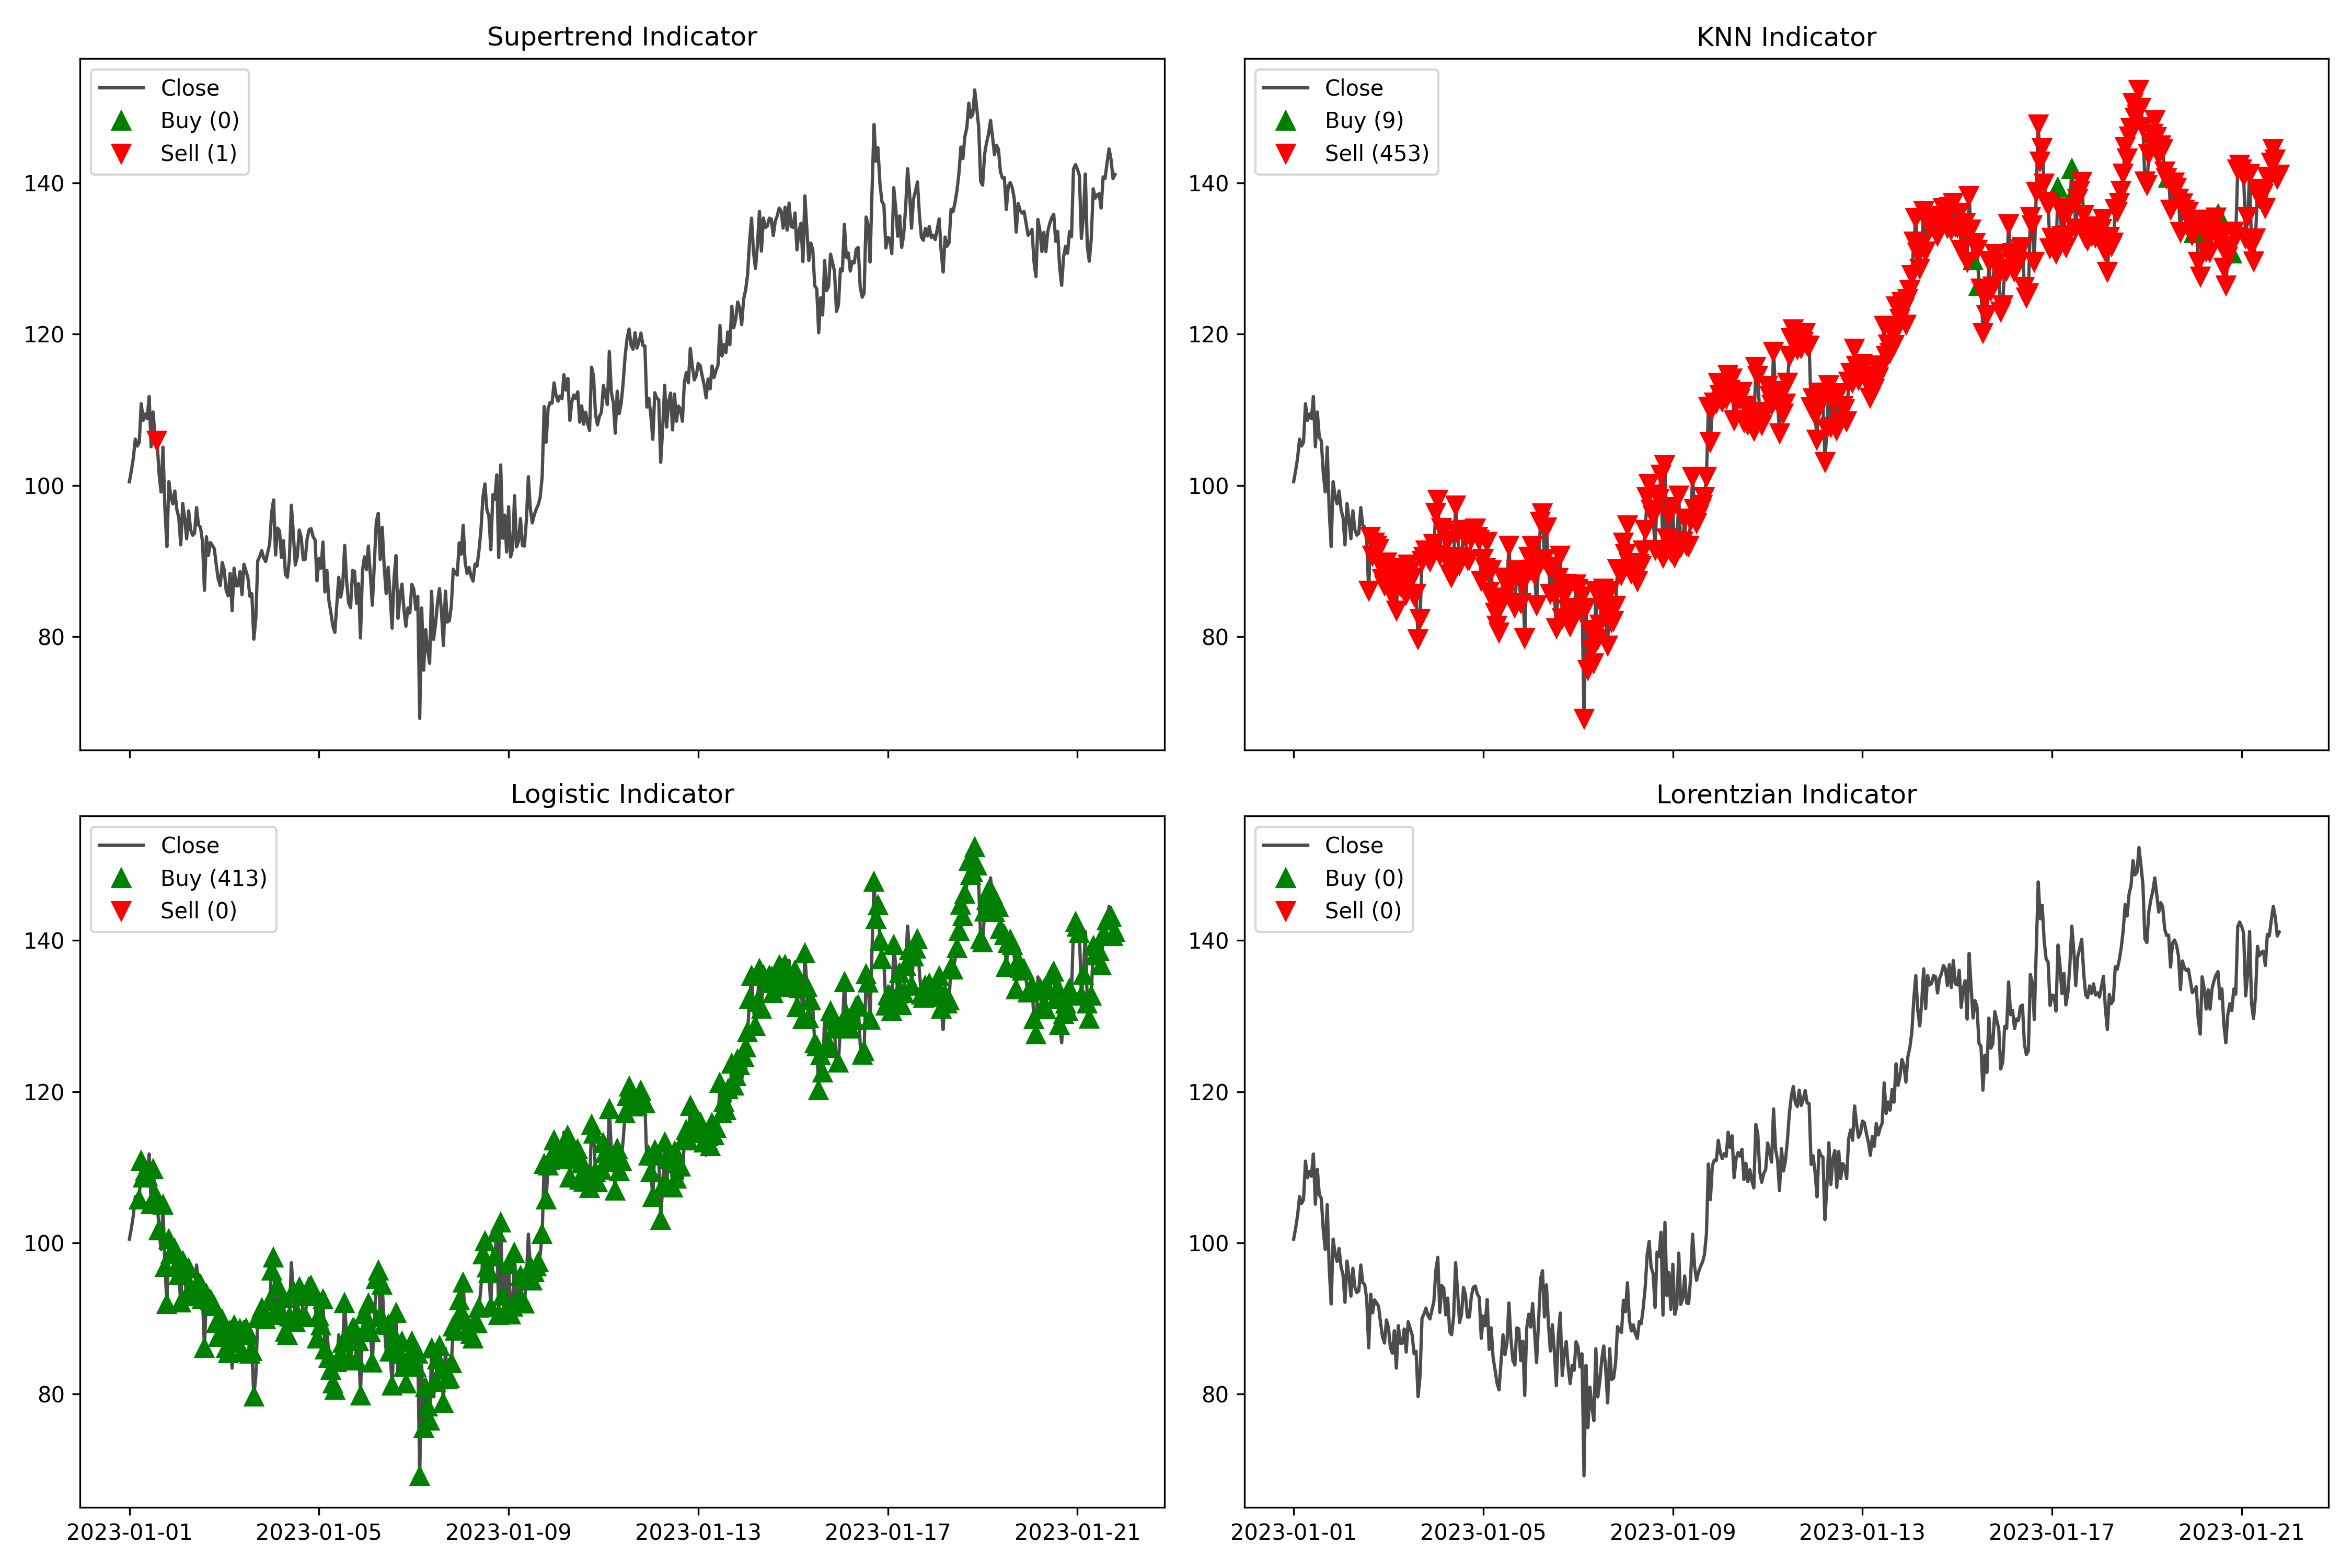 Supertrend Indicator
Close
Buy (0)
Sell (1)
140
120
100
80
KNN Indicator
Close
Buy (9)
Sell (453)
140
120
100
80
Logistic Indicator
Close
Buy (413)
Sell (0)
140
120
100
80
2023-01-01 2023-01-05 2023-01-09 2023-01-13 2023-01-17 2023-01-21
Lorentzian Indicator
Close
Buy (0)
Sell (0)
140
120
100
80
2023-01-01 2023-01-05 2023-01-09 2023-01-13 2023-01-17 2023-01-21